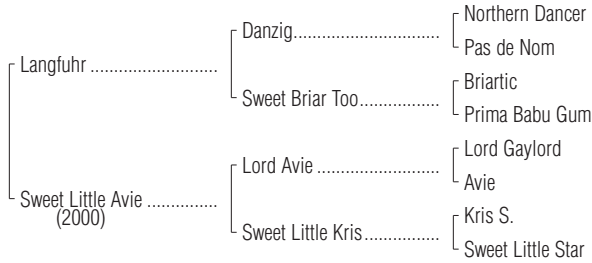 Northern Dancer
Danzig
Pas de Nom
Langfuhr
Briartic
Sweet Briar Too
Prima Babu Gum
Lord Gaylord
Lord Avie
Avie
Sweet Little Avie
(2000)
Kris S.
Sweet Little Kris
Sweet Little Star